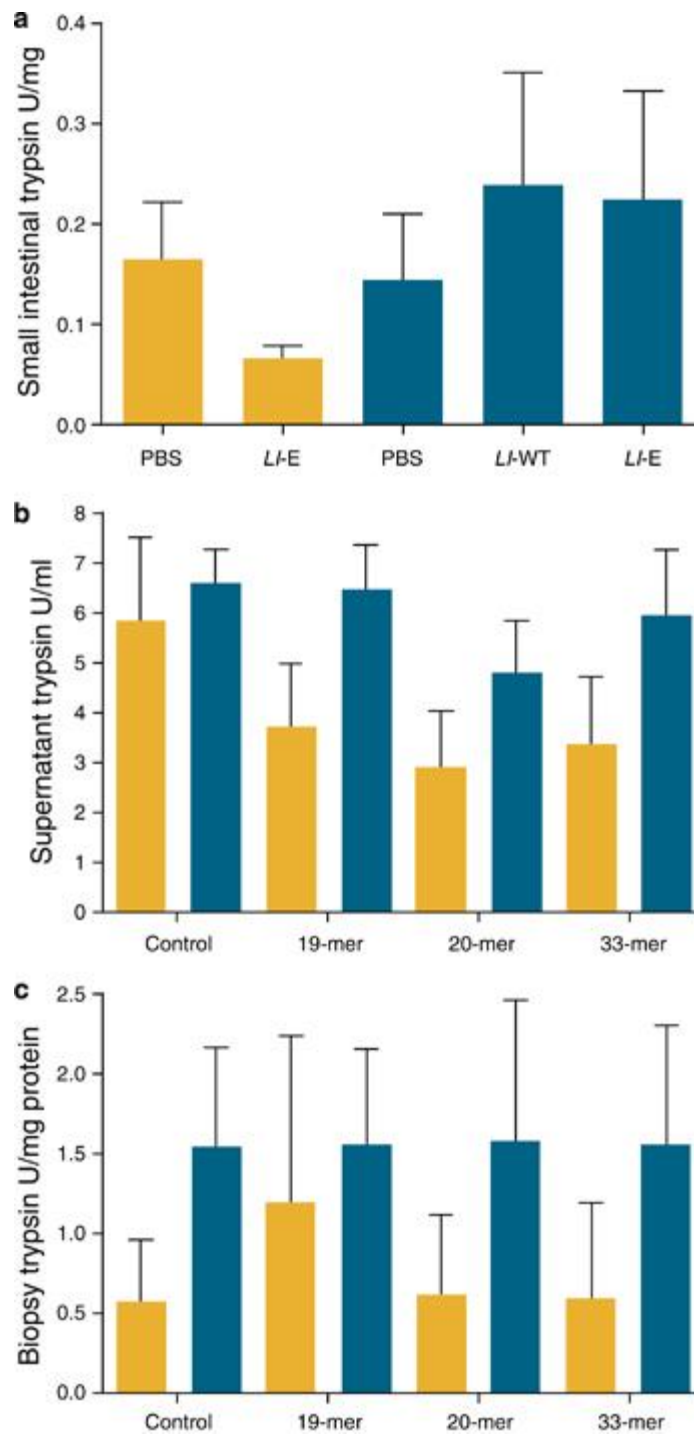 a
Small intestinal trypsin U/mg
0.4
0.3
0.2
0.1
0.0
PBS LI-E PBS LI-WT LI-E
b
Supernatant trypsin U/ml
8
7
6
5
4
3
2
1
0
Control 19-mer 20-mer 33-mer
c
Biopsy trypsin U/mg protein
2.5
2.0
1.5
1.0
0.5
0.0
Control 19-mer 20-mer 33-mer